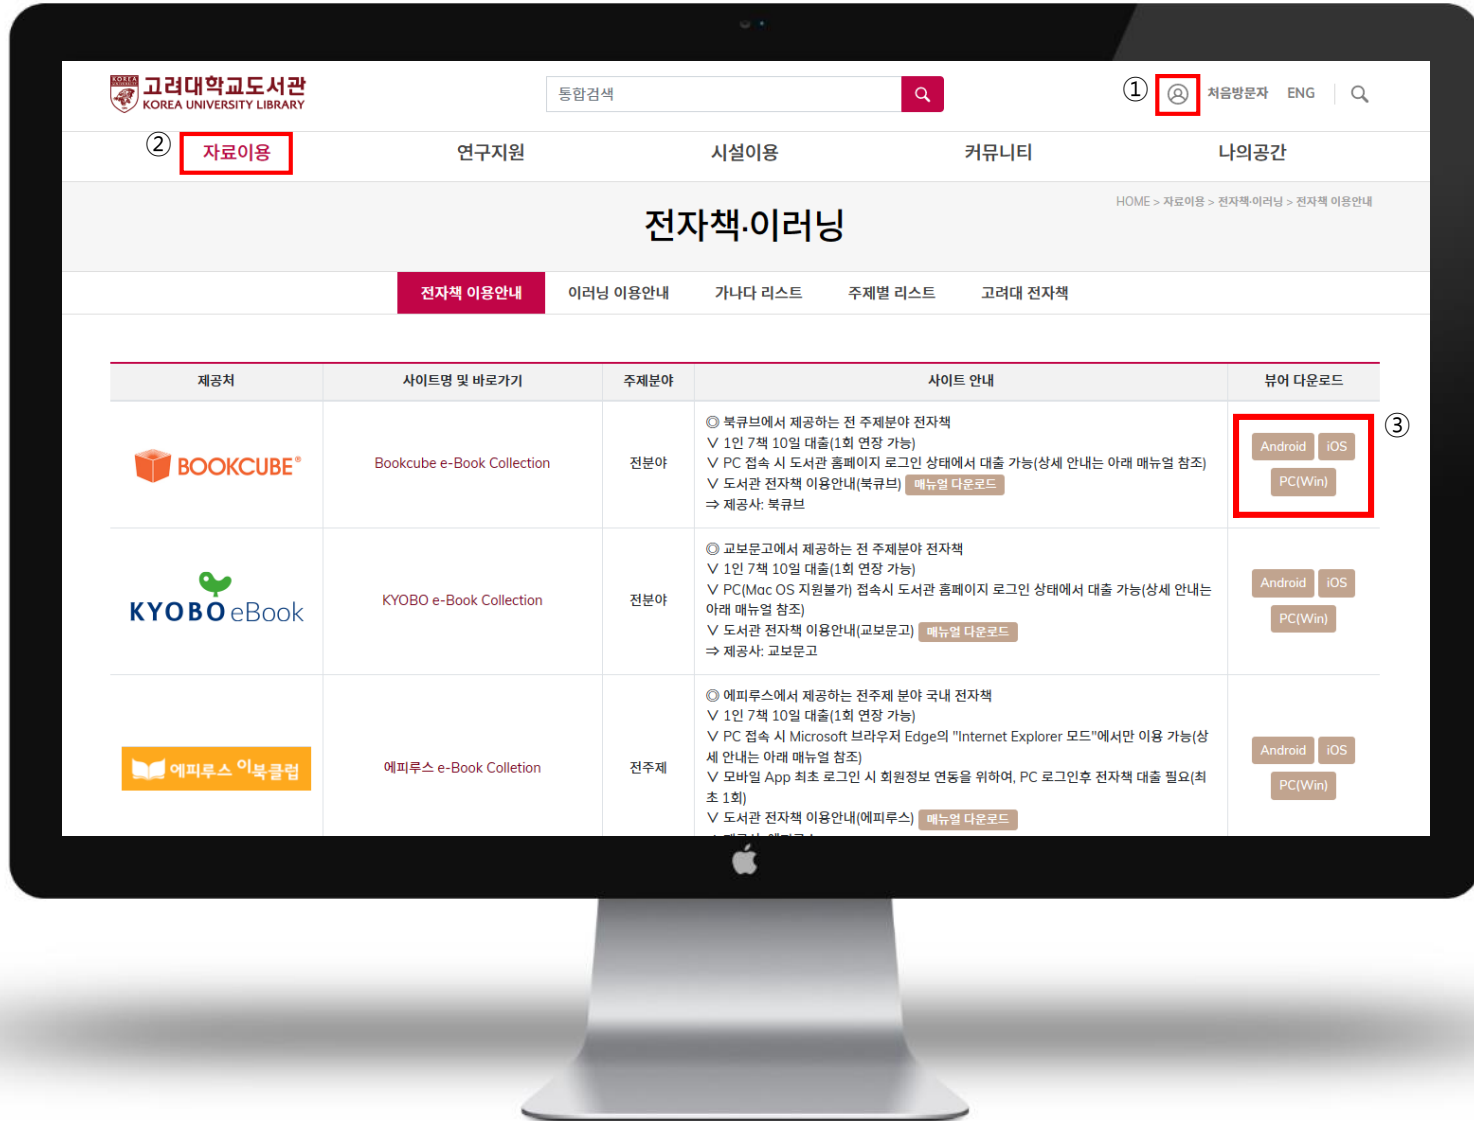 고려대학교도서관
KOREA UNIVERSITY LIBRARY
통합검색
①
처음방문자 ENG
②
자료이용 연구지원 시설이용 커뮤니티 나의공간
전자책·이러닝
HOME > 자료이용 > 전자책·이러닝 > 전자책 이용안내
전자책 이용안내 이러닝 이용안내 가나다 리스트 주제별 리스트 고려대 전자책
제공처 사이트명 및 바로가기 주제분야 사이트 안내 뷰어 다운로드
BOOKCUBE®
Bookcube e-Book Collection
전분야
◎ 북큐브에서 제공하는 전 주제분야 전자책
∨ 1인 7책 10일 대출(1회 연장 가능)
∨ PC 접속 시 도서관 홈페이지 로그인 상태에서 대출 가능(상세 안내는 아래 매뉴얼 참조)
∨ 도서관 전자책 이용안내(북큐브) 매뉴얼 다운로드
⇒ 제공사: 북큐브
③
Android iOS
PC(Win)
KYOBO eBook
KYOBO e-Book Collection
전분야
◎ 교보문고에서 제공하는 전 주제분야 전자책
∨ 1인 7책 10일 대출(1회 연장 가능)
∨ PC(Mac OS 지원불가) 접속시 도서관 홈페이지 로그인 상태에서 대출 가능(상세 안내는
아래 매뉴얼 참조)
∨ 도서관 전자책 이용안내(교보문고) 매뉴얼 다운로드
⇒ 제공사: 교보문고
Android iOS
PC(Win)
에피루스 이북클럽
에피루스 e-Book Colletion
전주제
◎ 에피루스에서 제공하는 전주제 분야 국내 전자책
∨ 1인 7책 10일 대출(1회 연장 가능)
∨ PC 접속 시 Microsoft 브라우저 Edge의 "Internet Explorer 모드"에서만 이용 가능(상
세 안내는 아래 매뉴얼 참조)
∨ 모바일 App 최초 로그인 시 회원정보 연동을 위하여, PC 로그인후 전자책 대출 필요(최
초 1회)
∨ 도서관 전자책 이용안내(에피루스) 매뉴얼 다운로드
Android iOS
PC(Win)